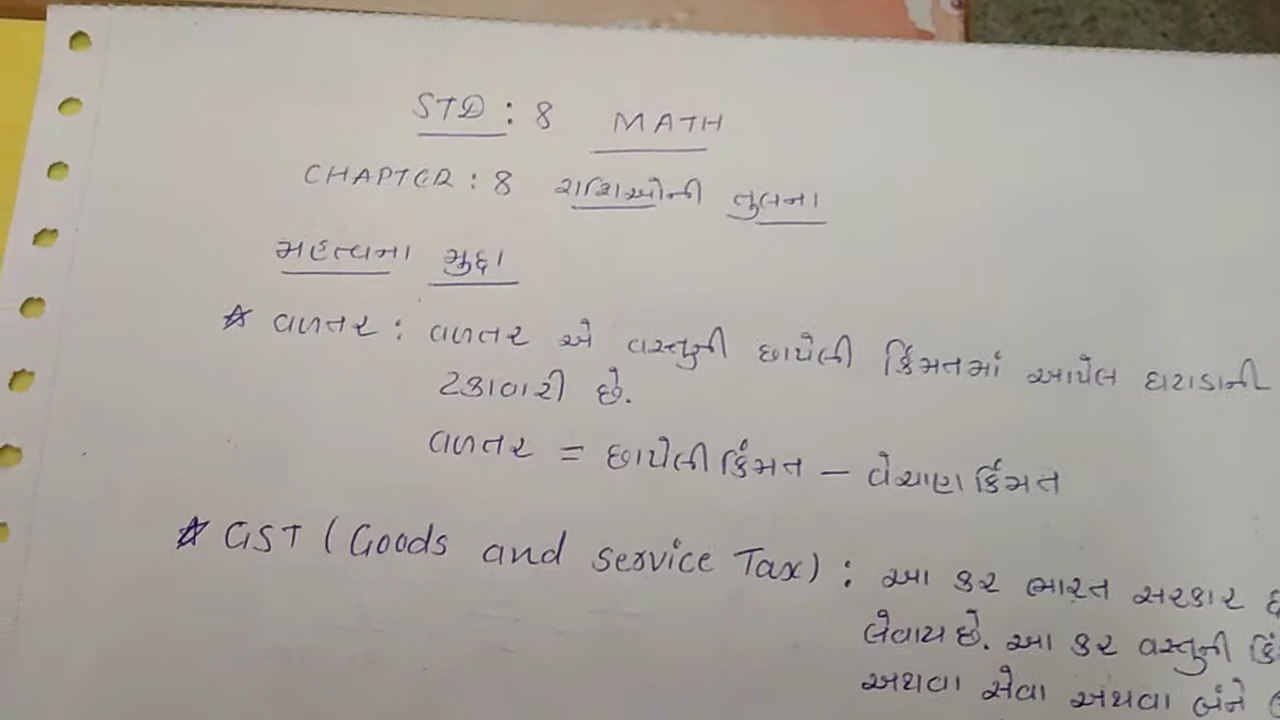 STD : 8 MATH
CHAPTER : 8 રાશિઓની તુલના
મહત્વના મુદ્દા
☆ વળતર : વળતર એ વસ્તુની છાપેલી કિંમતમાં આપેલ ઘટાડાની
ટકાવારી છે.
વળતર = છાપેલી કિંમત – વેચાણ કિંમત
☆ GST ( Goods and Service Tax ) : આ કર ભારત સરકાર
લેવાય છે. આ કર વસ્તુની
અથવા સેવા અથવા બંને